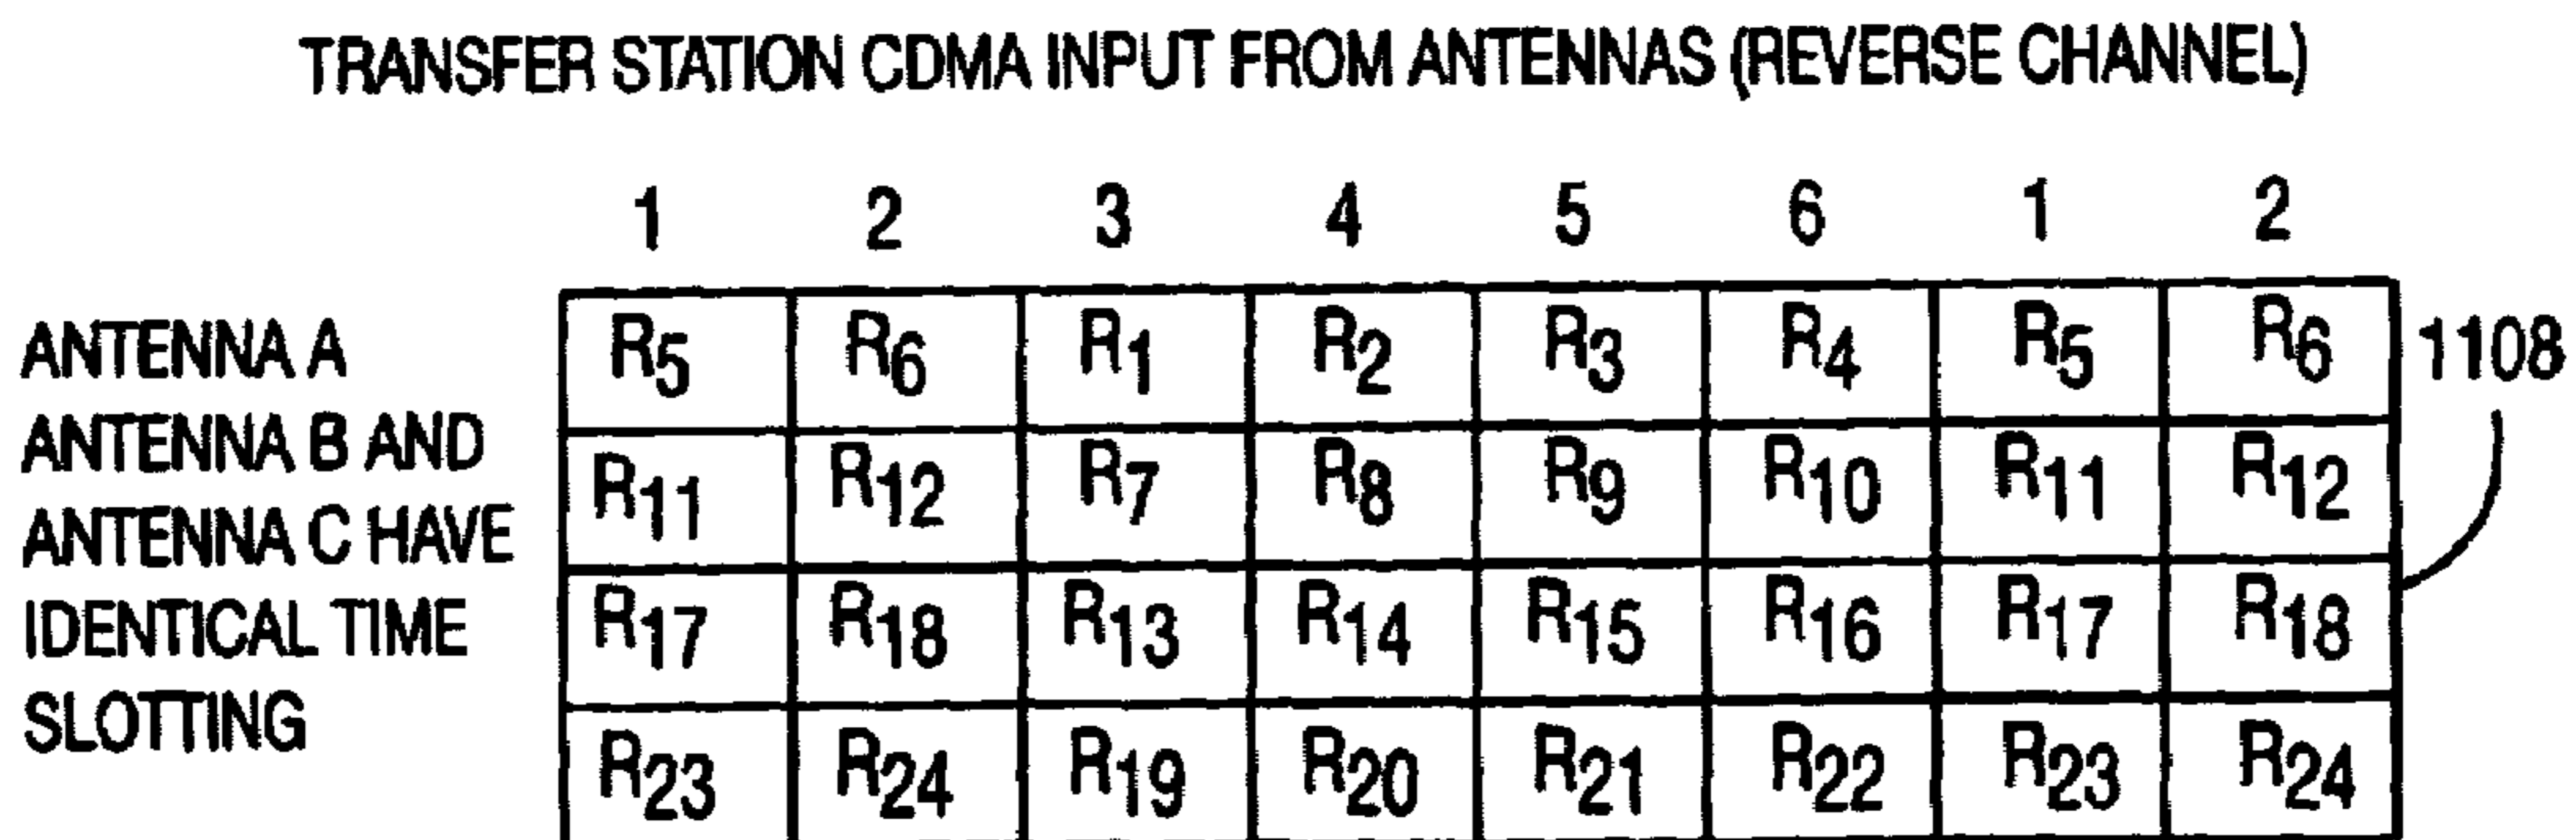 TRANSFER STATION CDMA INPUT FROM ANTENNAS (REVERSE CHANNEL)
1 2 3 4 5 6 1 2
ANTENNA A
ANTENNA B AND
ANTENNA C HAVE
IDENTICAL TIME
SLOTTING
R5 R6 R1 R2 R3 R4 R5 R6
R11 R12 R7 R8 R9 R10 R11 R12
R17 R18 R13 R14 R15 R16 R17 R18
R23 R24 R19 R20 R21 R22 R23 R24
1108